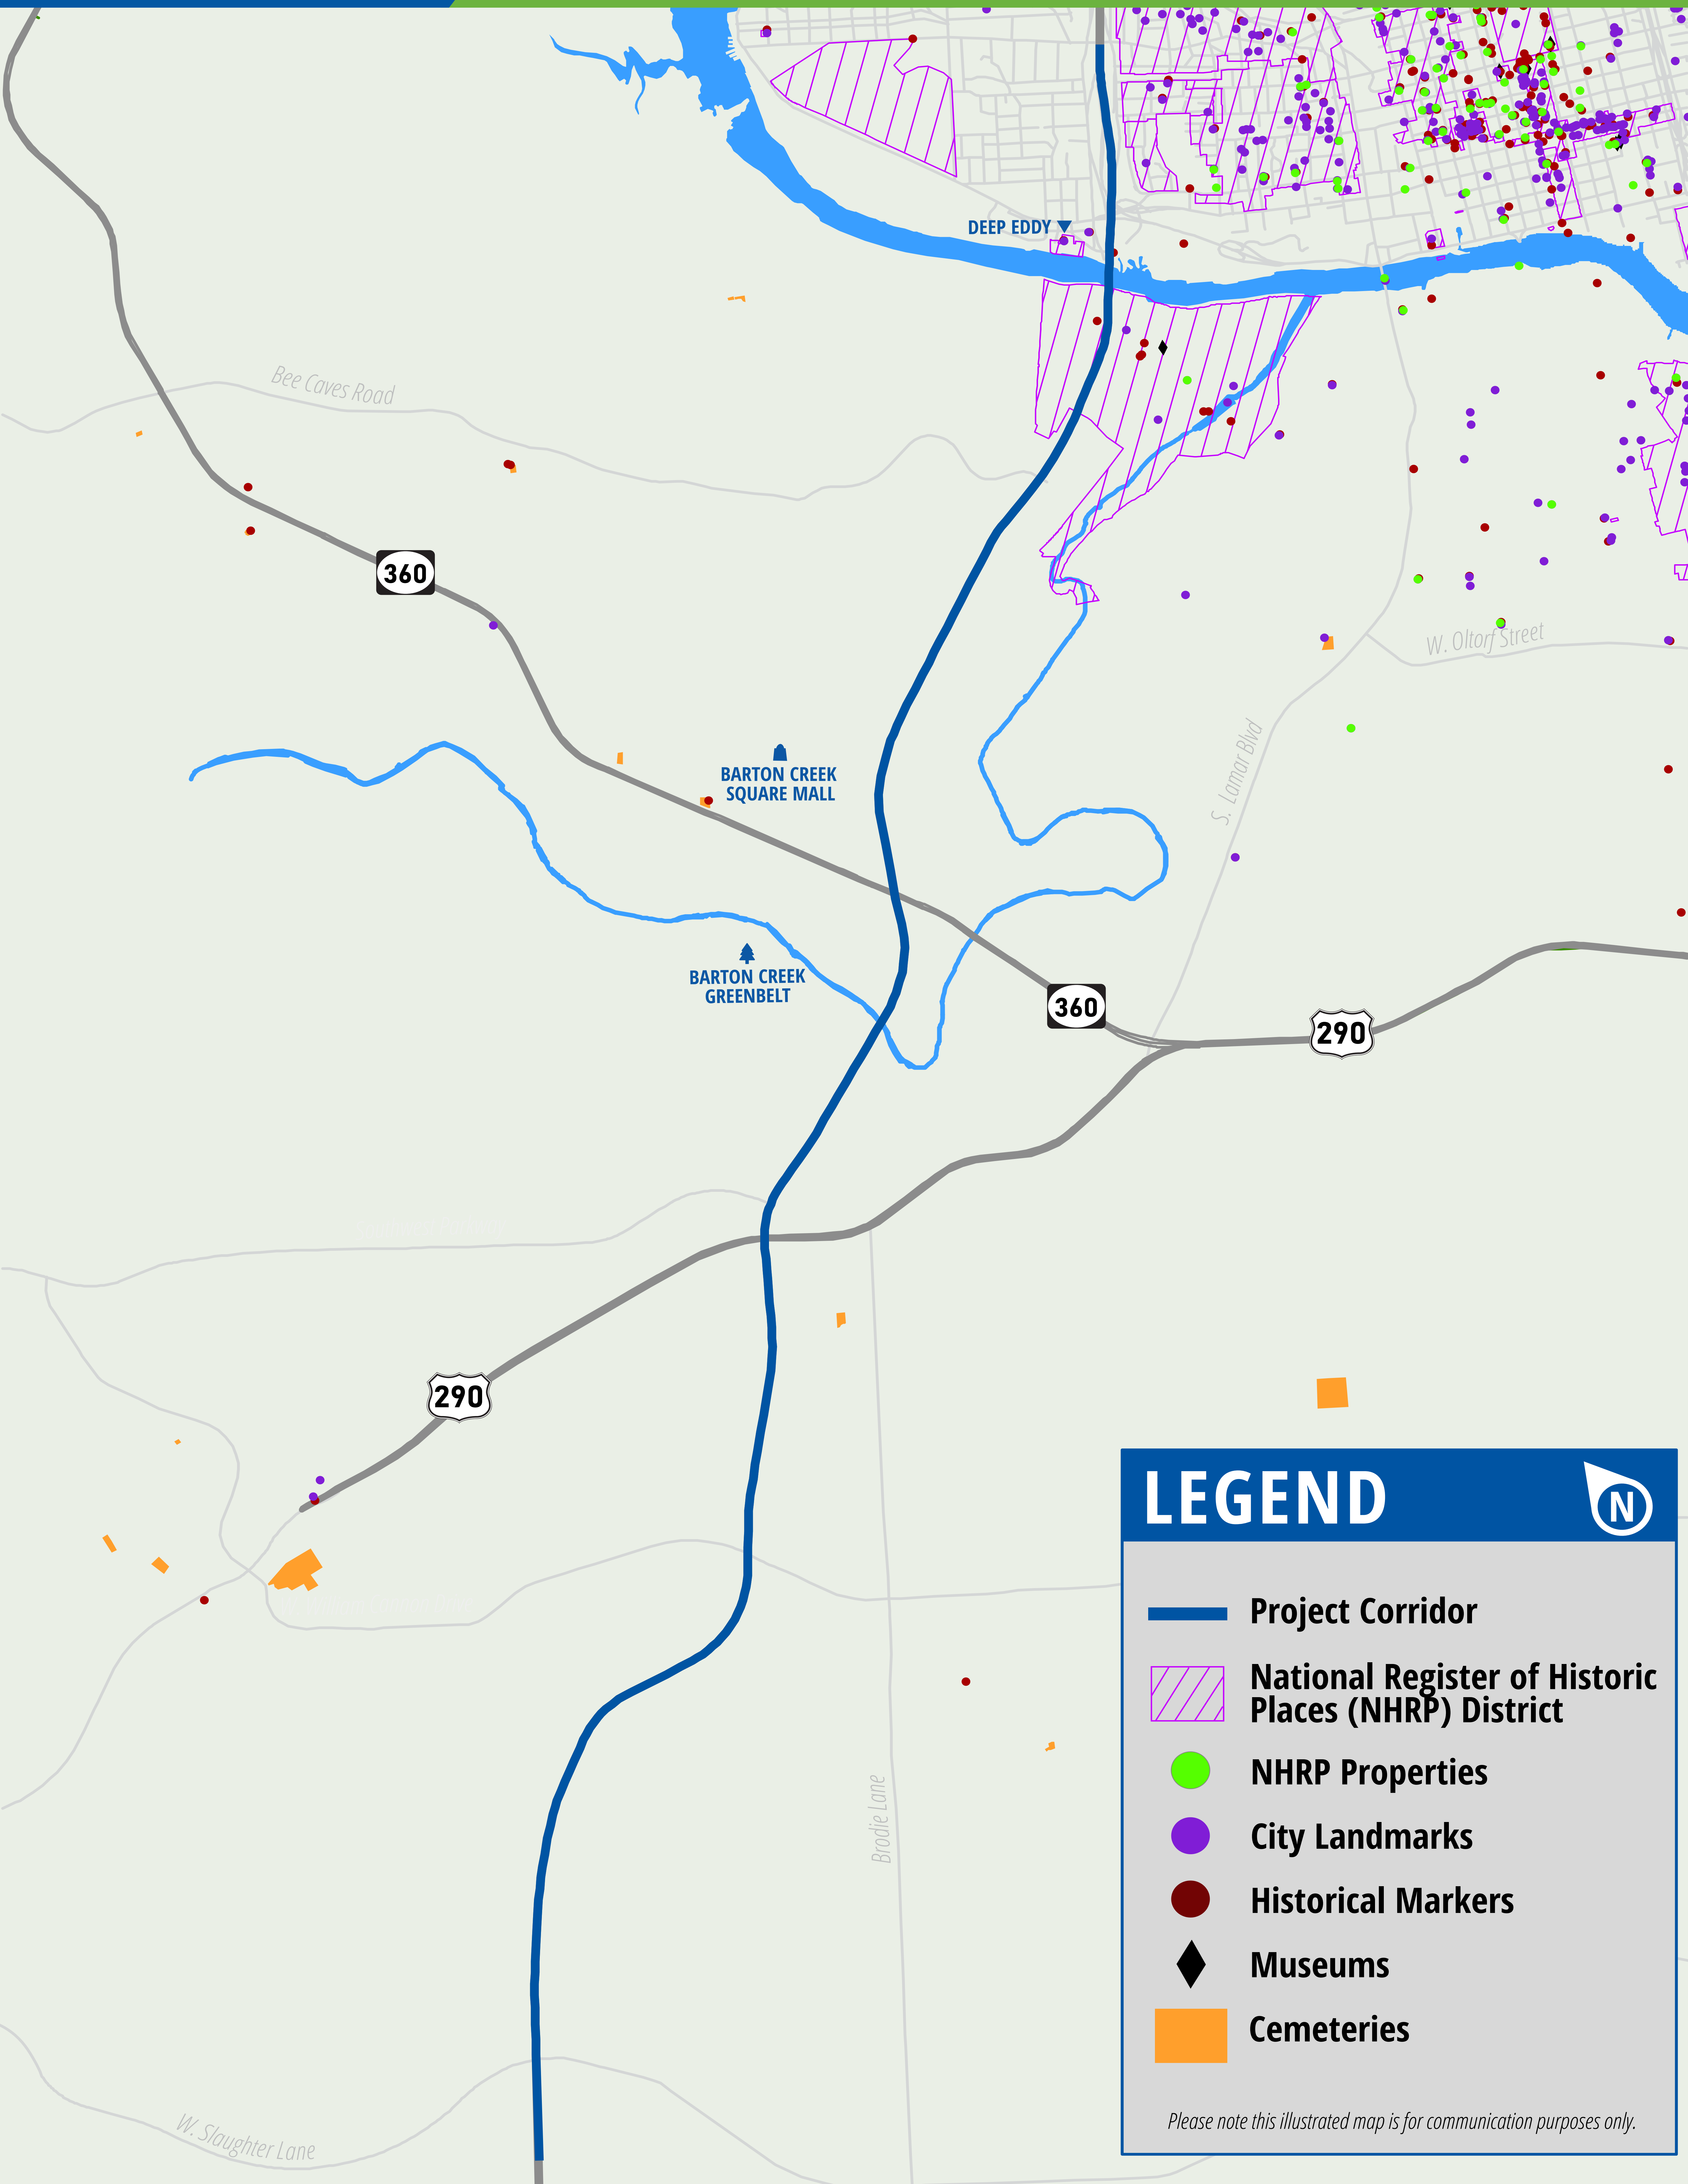 DEEP EDDY
Bee Caves Road
360
W. Oltorf Street
S. Lamar Blvd
BARTON CREEK
SQUARE MALL
BARTON CREEK
GREENBELT
360
290
290
LEGEND
N
Project Corridor
National Register of Historic
Places (NHRP) District
NHRP Properties
City Landmarks
Historical Markers
Museums
Cemeteries
Please note this illustrated map is for communication purposes only.
Brodie Lane
W. Slaughter Lane